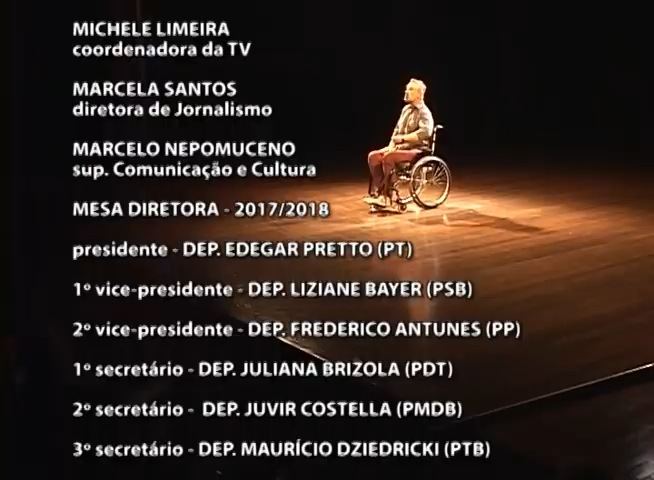 MICHELE LIMEIRA
coordenadora da TV
MARCELA SANTOS
diretora de Jornalismo
MARCELO NEPOMUCENO
sup. Comunicação e Cultura
MESA DIRETORA - 2017/2018
presidente - DEP. EDEGAR PRETTO (PT)
1º vice-presidente - DEP. LIZIANE BAYER (PSB)
2º vice-presidente - DEP. FREDERICO ANTUNES (PP)
1º secretário - DEP. JULIANA BRIZOLA (PDT)
2º secretário - DEP. JUVIR COSTELLA (PMDB)
3º secretário - DEP. MAURÍCIO DZIEDRICKI (PTB)